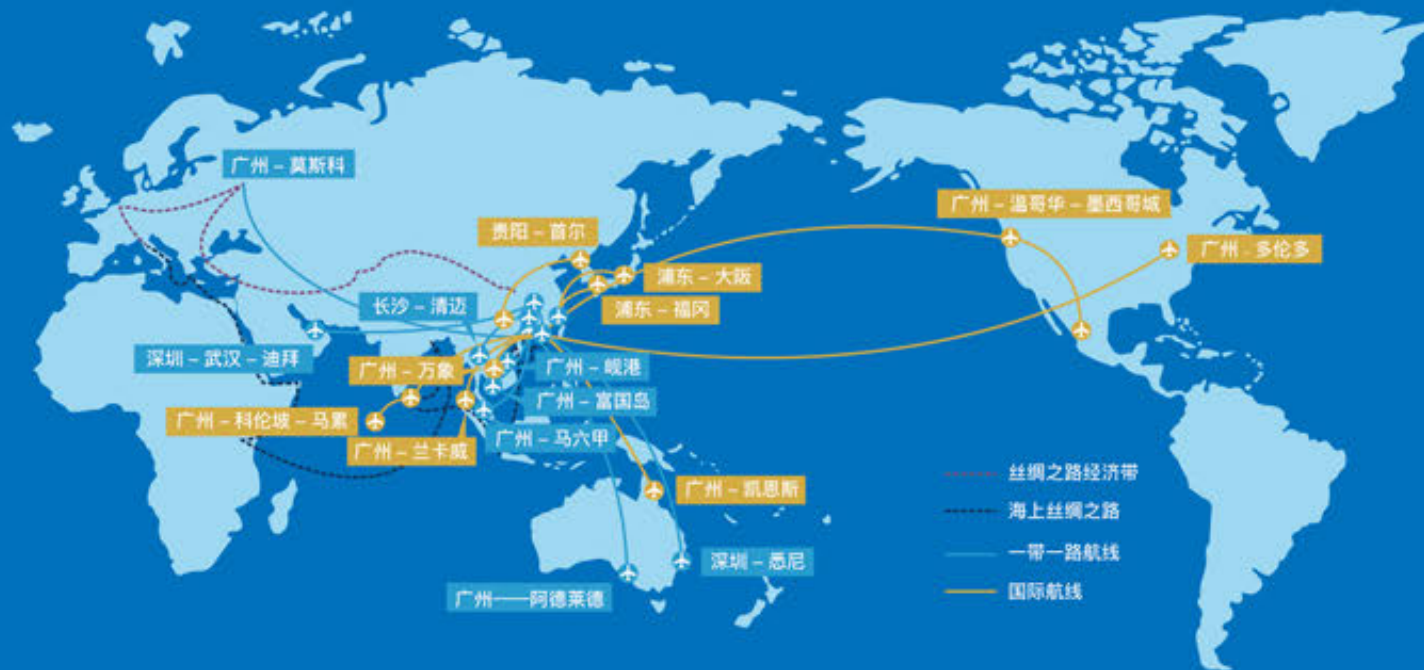 广州 – 莫斯科
广州 – 温哥华 – 墨西哥城
贵阳 – 首尔
广州 – 多伦多
浦东 – 大阪
长沙 – 清迈
浦东 – 福冈
深圳 – 武汉 – 迪拜
广州 – 万象
广州 – 岘港
广州 – 富国岛
广州 – 科伦坡 – 马累
广州 – 马六甲
广州 – 兰卡威
广州 – 凯恩斯
深圳 – 悉尼
广州——阿德莱德
丝绸之路经济带
海上丝绸之路
一带一路航线
国际航线